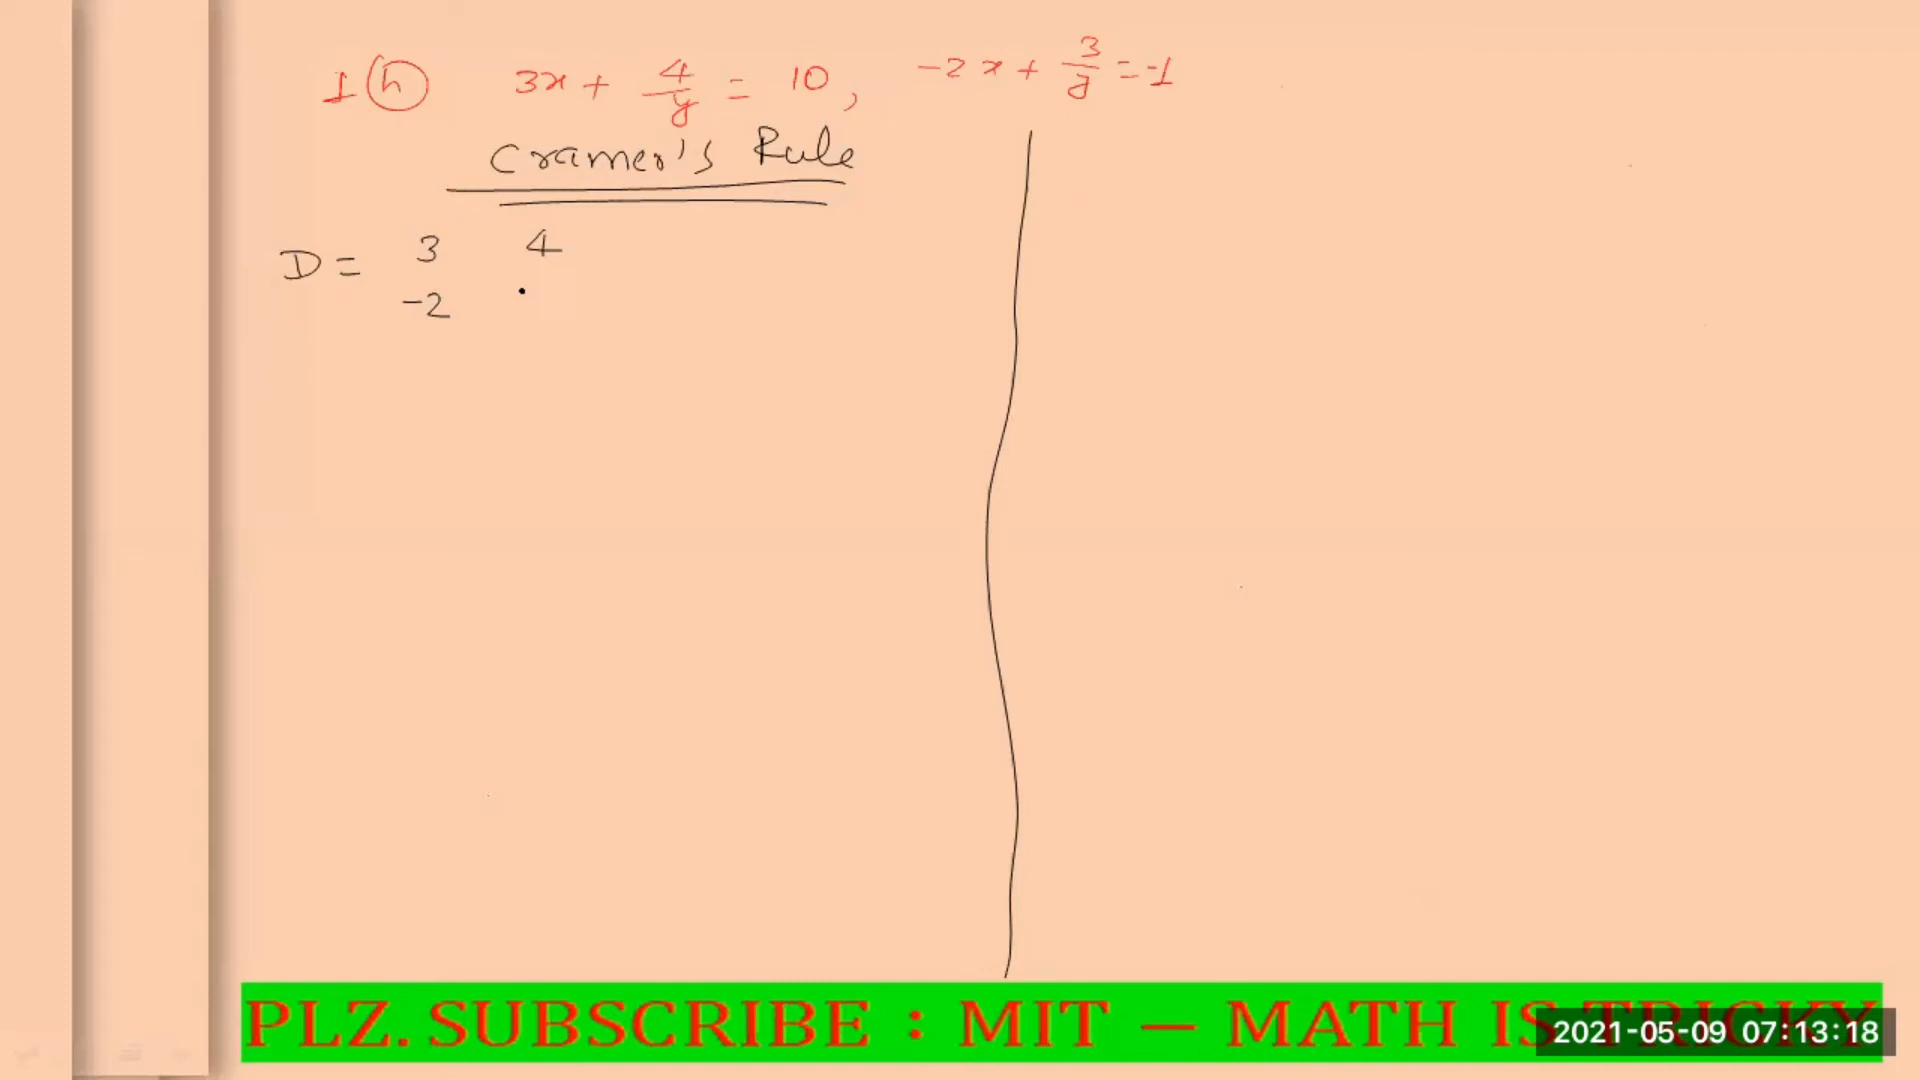 1 (h) 3x + 4/y = 10, -2x + 3/y = -1
Cramer's Rule
D = 3 4
-2
PLZ. SUBSCRIBE : MIT – MATH IS TRICKY
2021-05-09 07:13:18